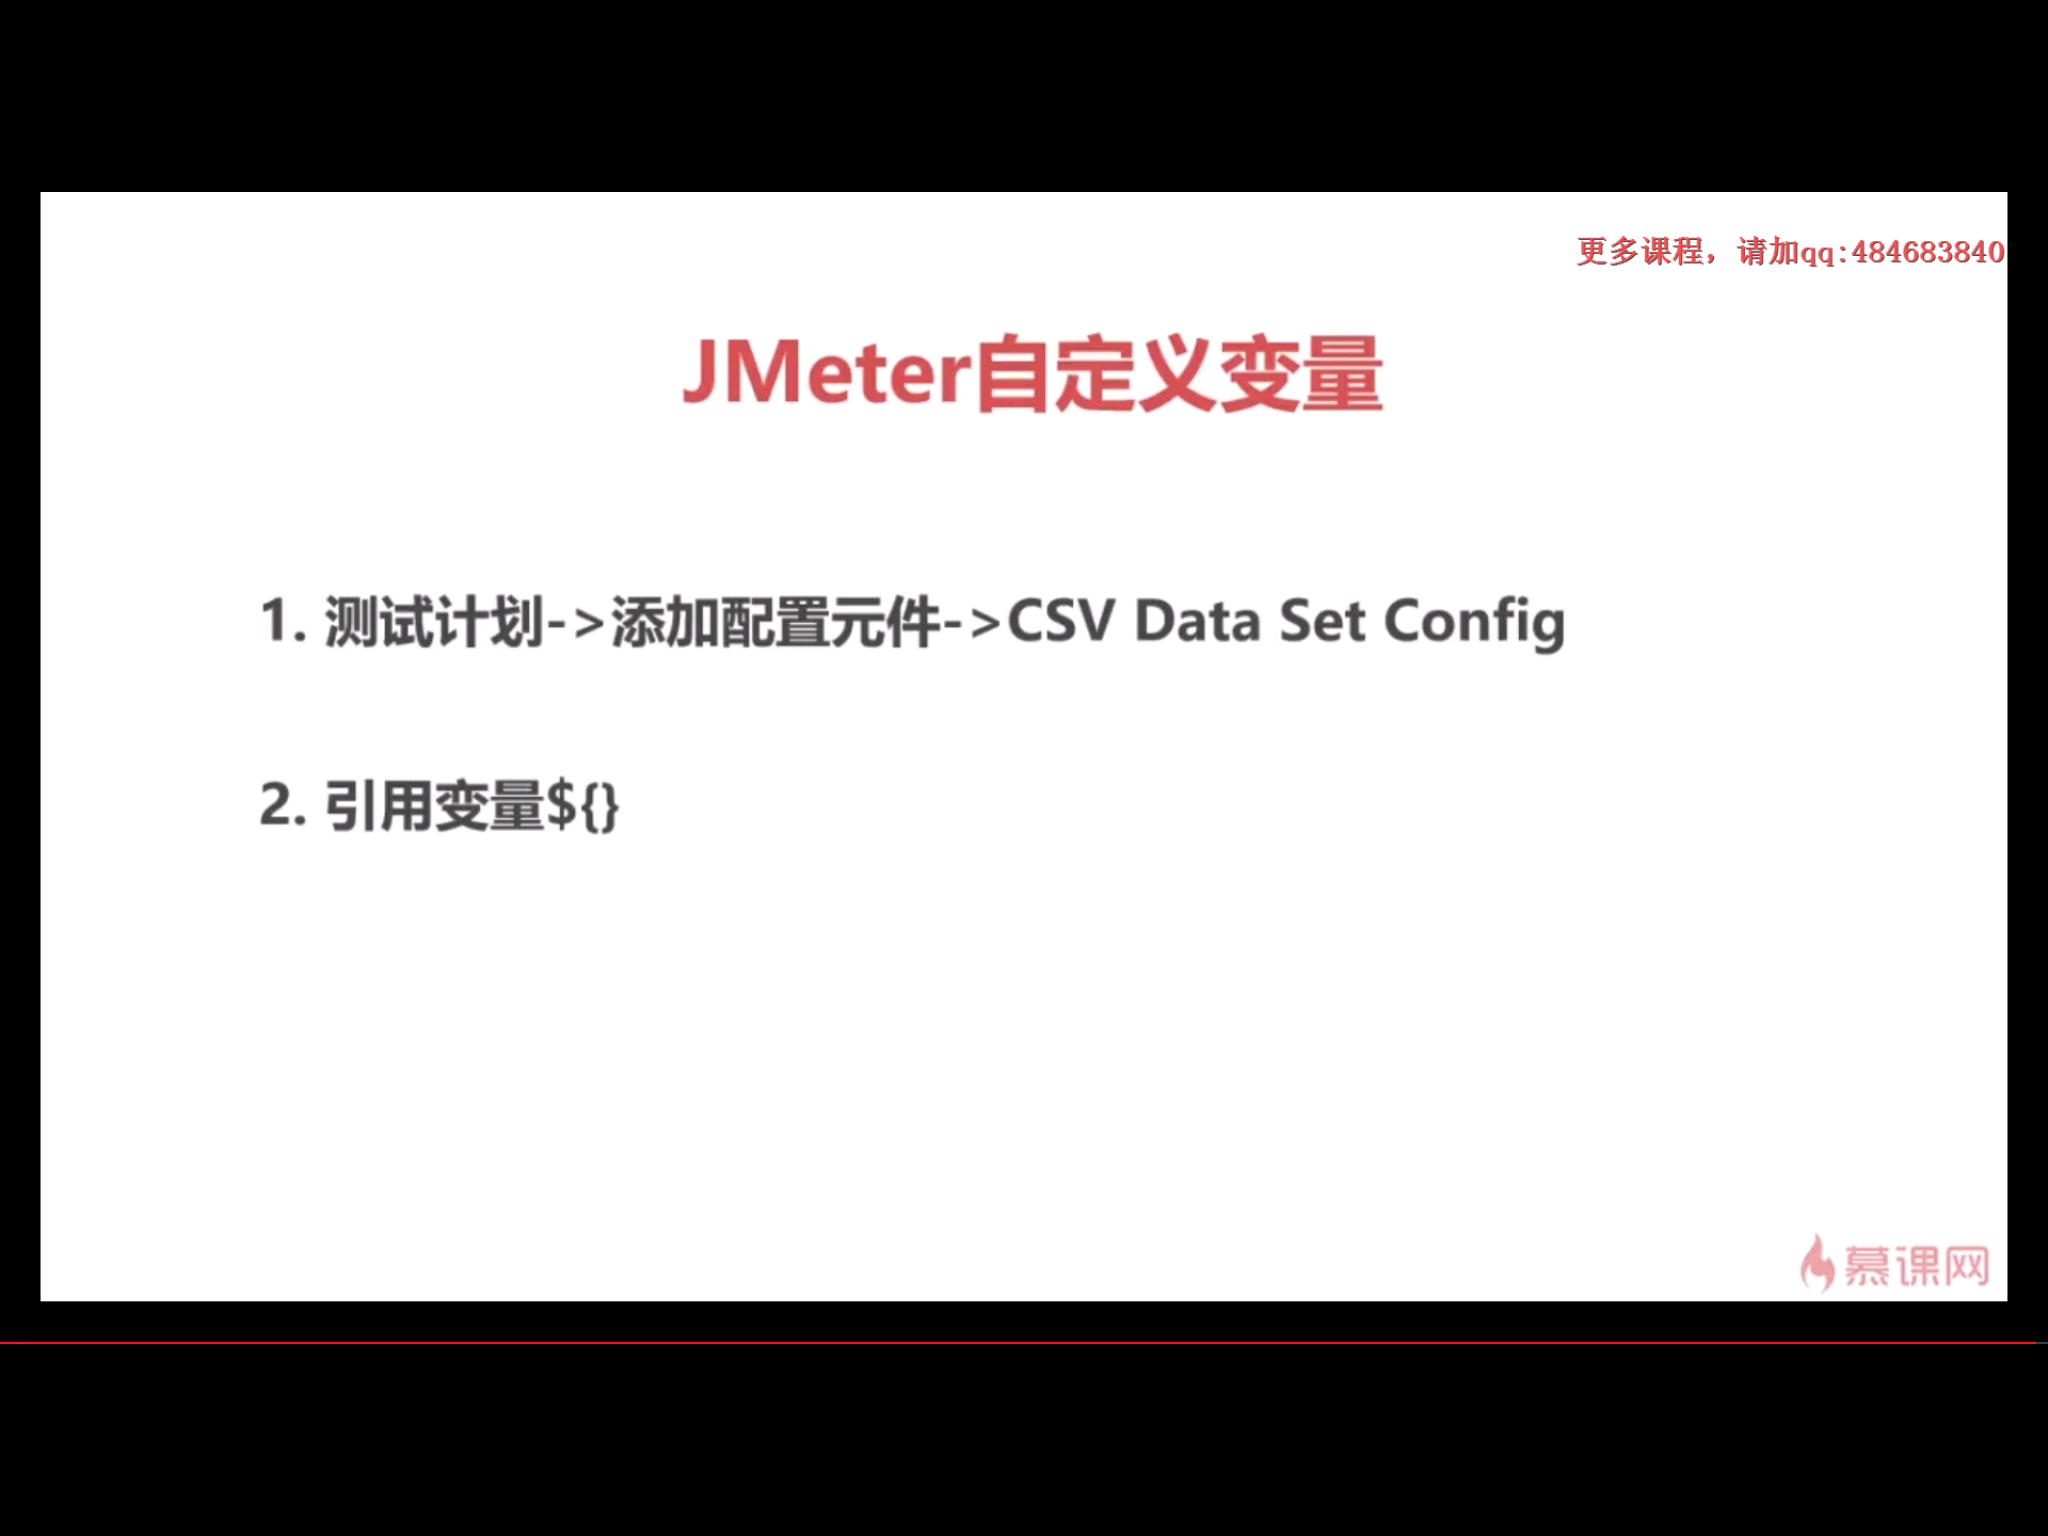 更多课程，请加qq:484683840
JMeter自定义变量
1. 测试计划->添加配置元件->CSV Data Set Config
2. 引用变量${}
慕课网